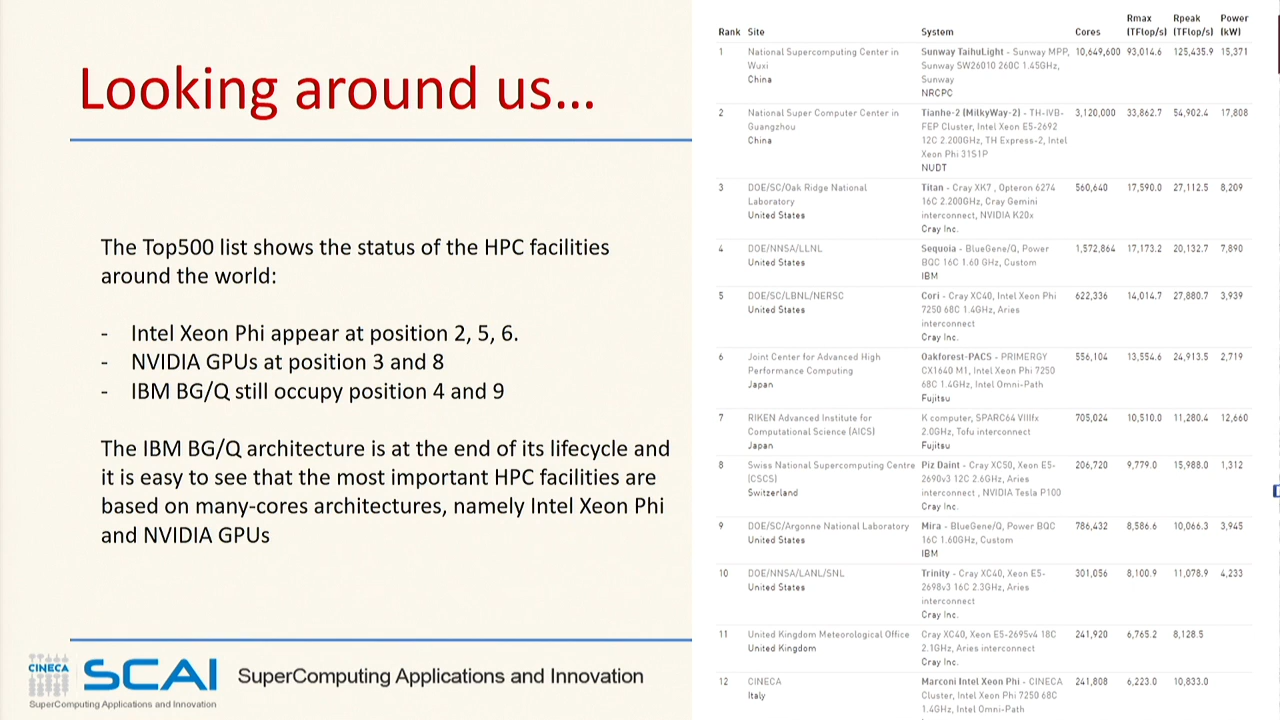 Looking around us...
The Top500 list shows the status of the HPC facilities
around the world:
- Intel Xeon Phi appear at position 2, 5, 6.
- NVIDIA GPUs at position 3 and 8
- IBM BG/Q still occupy position 4 and 9
The IBM BG/Q architecture is at the end of its lifecycle and
it is easy to see that the most important HPC facilities are
based on many-cores architectures, namely Intel Xeon Phi
and NVIDIA GPUs
CINECA
SCAI
SuperComputing Applications and Innovation
SuperComputing Applications and Innovation
Rmax Rpeak Power
Rank Site System Cores (TFlop/s) (TFlop/s) (kW)
1 National Supercomputing Center in Sunway TaihuLight - Sunway MPP, 10,649,600 93,014.6 125,435.9 15,371
Wuxi Sunway SW26010 260C 1.45GHz,
China Sunway
NRCPC
2 National Super Computer Center in Tianhe-2 (MilkyWay-2) - TH-IVB- 3,120,000 33,862.7 54,902.4 17,808
Guangzhou FEP Cluster, Intel Xeon E5-2692
China 12C 2.200GHz, TH Express-2, Intel
Xeon Phi 31S1P
NUDT
3 DOE/SC/Oak Ridge National Titan - Cray XK7 , Opteron 6274 560,640 17,590.0 27,112.5 8,209
Laboratory 16C 2.200GHz, Cray Gemini
United States interconnect, NVIDIA K20x
Cray Inc.
4 DOE/NNSA/LLNL Sequoia - BlueGene/Q, Power 1,572,864 17,173.2 20,132.7 7,890
United States BQC 16C 1.60 GHz, Custom
IBM
5 DOE/SC/LBNL/NERSC Cori - Cray XC40, Intel Xeon Phi 622,336 14,014.7 27,880.7 3,939
United States 7250 68C 1.4GHz, Aries
interconnect
Cray Inc.
6 Joint Center for Advanced High Oakforest-PACS - PRIMERGY 556,104 13,554.6 24,913.5 2,719
Performance Computing CX1640 M1, Intel Xeon Phi 7250
Japan 68C 1.4GHz, Intel Omni-Path
Fujitsu
7 RIKEN Advanced Institute for K computer, SPARC64 VIIIfx 705,024 10,510.0 11,280.4 12,660
Computational Science (AICS) 2.0GHz, Tofu interconnect
Japan Fujitsu
8 Swiss National Supercomputing Centre Piz Daint - Cray XC50, Xeon E5- 206,720 9,779.0 15,988.0 1,312
(CSCS) 2690v3 12C 2.6GHz, Aries
Switzerland interconnect , NVIDIA Tesla P100
Cray Inc.
9 DOE/SC/Argonne National Laboratory Mira - BlueGene/Q, Power BQC 786,432 8,586.6 10,066.3 3,945
United States 16C 1.60GHz, Custom
IBM
10 DOE/NNSA/LANL/SNL Trinity - Cray XC40, Xeon E5- 301,056 8,100.9 11,078.9 4,233
United States 2698v3 16C 2.3GHz, Aries
interconnect
Cray Inc.
11 United Kingdom Meteorological Office Cray XC40, Xeon E5-2695v4 18C 241,920 6,765.2 8,128.5
United Kingdom 2.1GHz, Aries interconnect
Cray Inc.
12 CINECA Marconi Intel Xeon Phi - CINECA 241,808 6,223.0 10,833.0
Italy Cluster, Intel Xeon Phi 7250 68C
1.4GHz, Intel Omni-Path